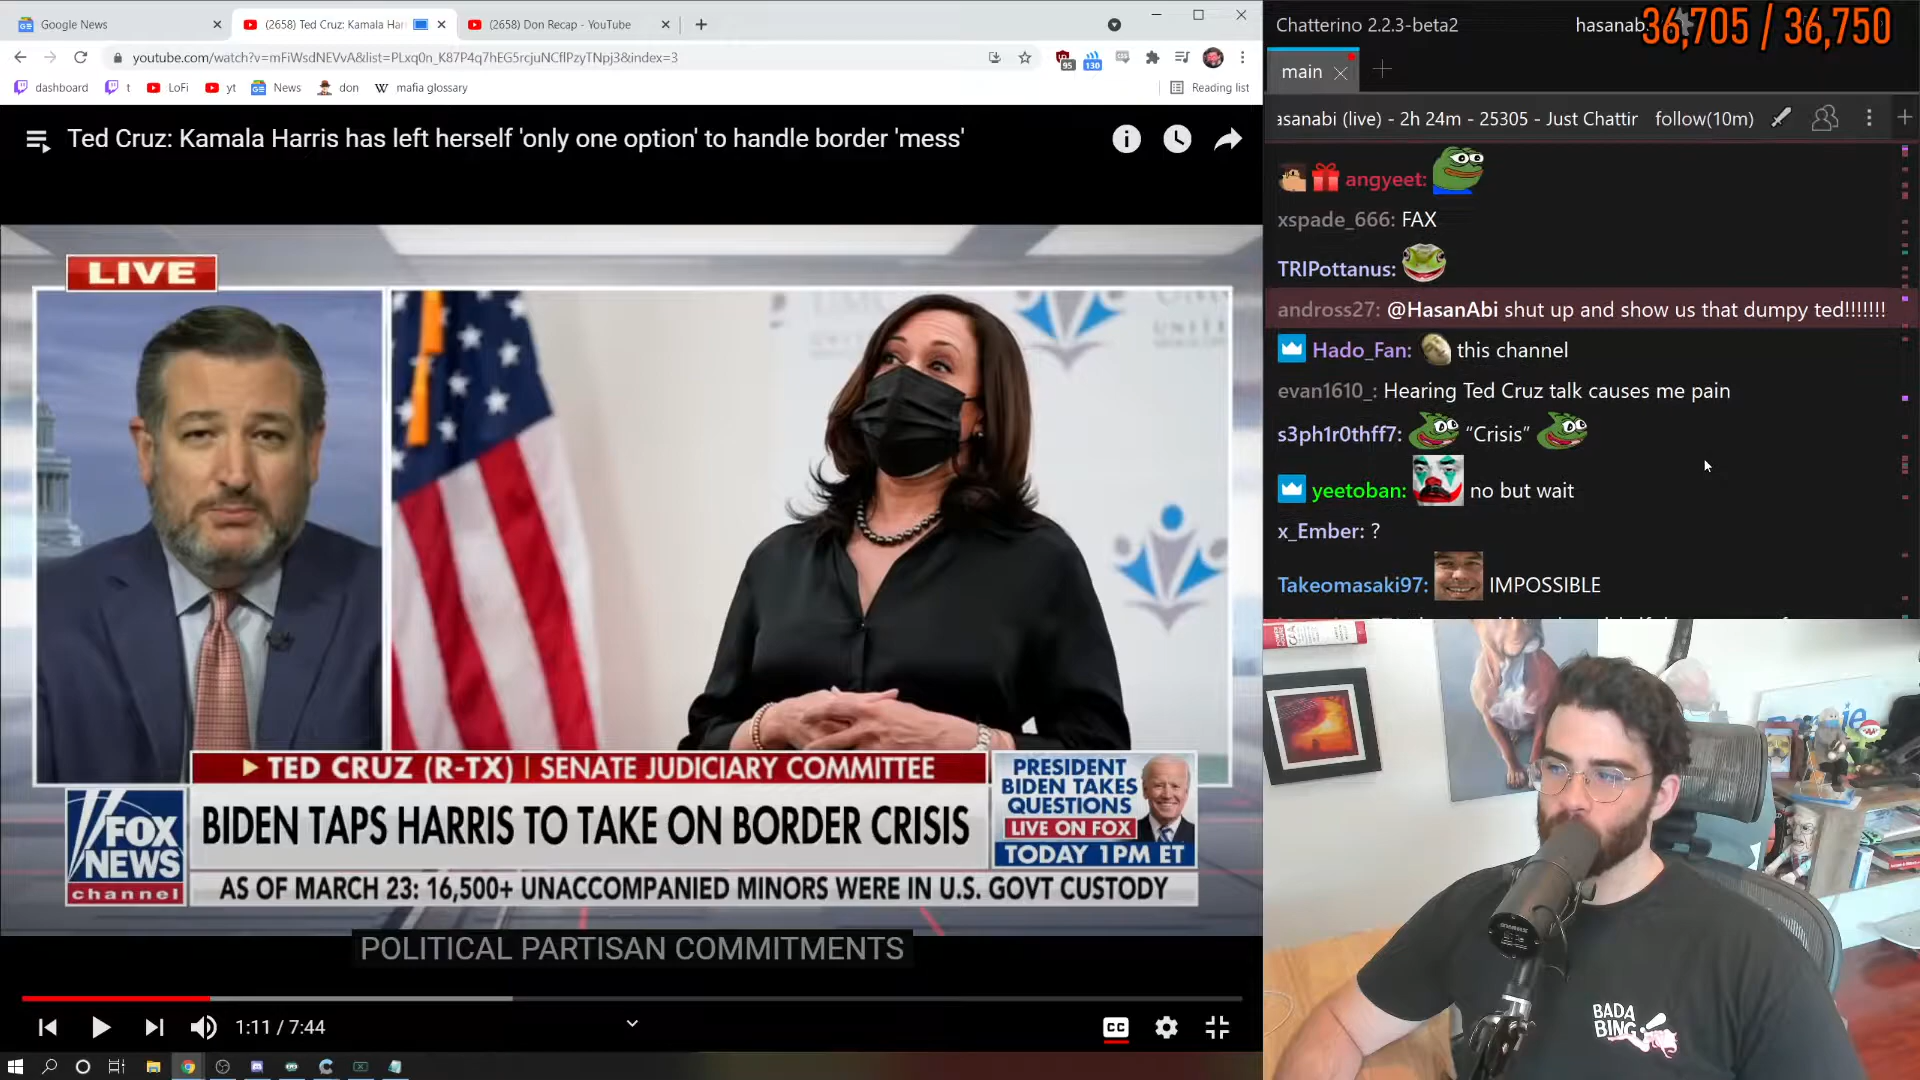 Google News
(2658) Ted Cruz: Kamala Har
(2658) Don Recap - YouTube
youtube.com/watch?v=mFiWsdNEVvA&list=PLxq0n_K87P4q7hEG5rcjuNCflPzyTNpj3&index=3
95
130
dashboard
t
LoFi
yt
News
don
W
mafia glossary
Reading list
Ted Cruz: Kamala Harris has left herself 'only one option' to handle border 'mess'
LIVE
TED CRUZ (R-TX) | SENATE JUDICIARY COMMITTEE
BIDEN TAPS HARRIS TO TAKE ON BORDER CRISIS
AS OF MARCH 23: 16,500+ UNACCOMPANIED MINORS WERE IN U.S. GOVT CUSTODY
FOX
NEWS
channel
PRESIDENT
BIDEN TAKES
QUESTIONS
LIVE ON FOX
TODAY 1PM ET
POLITICAL PARTISAN COMMITMENTS
1:11 / 7:44
CC
Chatterino 2.2.3-beta2
hasanab
36,705 / 36,750
main
asanabi (live) - 2h 24m - 25305 - Just Chattir
follow(10m)
angyeet:
xspade_666: FAX
TRIPottanus:
andross27: @HasanAbi shut up and show us that dumpy ted!!!!!!!
Hado_Fan: this channel
evan1610_: Hearing Ted Cruz talk causes me pain
s3ph1r0thff7: "Crisis"
yeetoban: no but wait
x_Ember: ?
Takeomasaki97: IMPOSSIBLE
BADA
BING